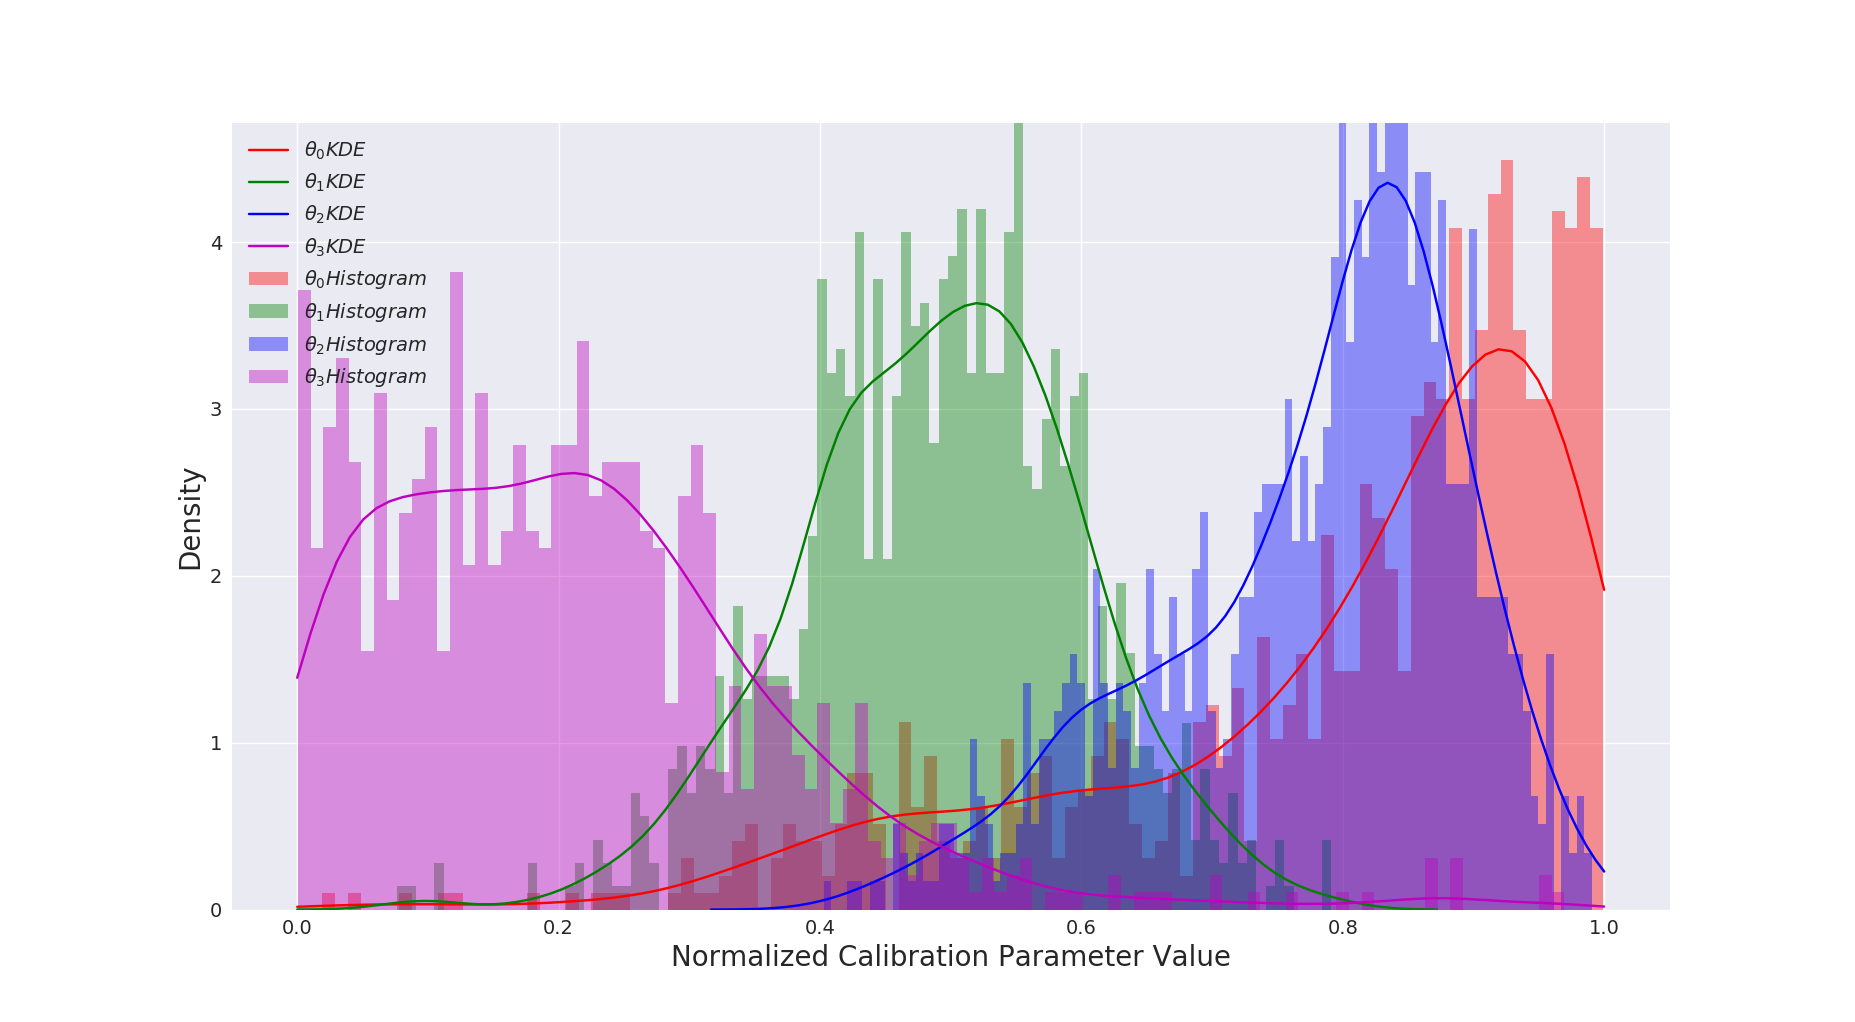 θ₀KDE
θ₁KDE
θ₂KDE
θ₃KDE
θ₀Histogram
θ₁Histogram
θ₂Histogram
θ₃Histogram
Density
4
3
2
1
0
0.0 0.2 0.4 0.6 0.8 1.0
Normalized Calibration Parameter Value